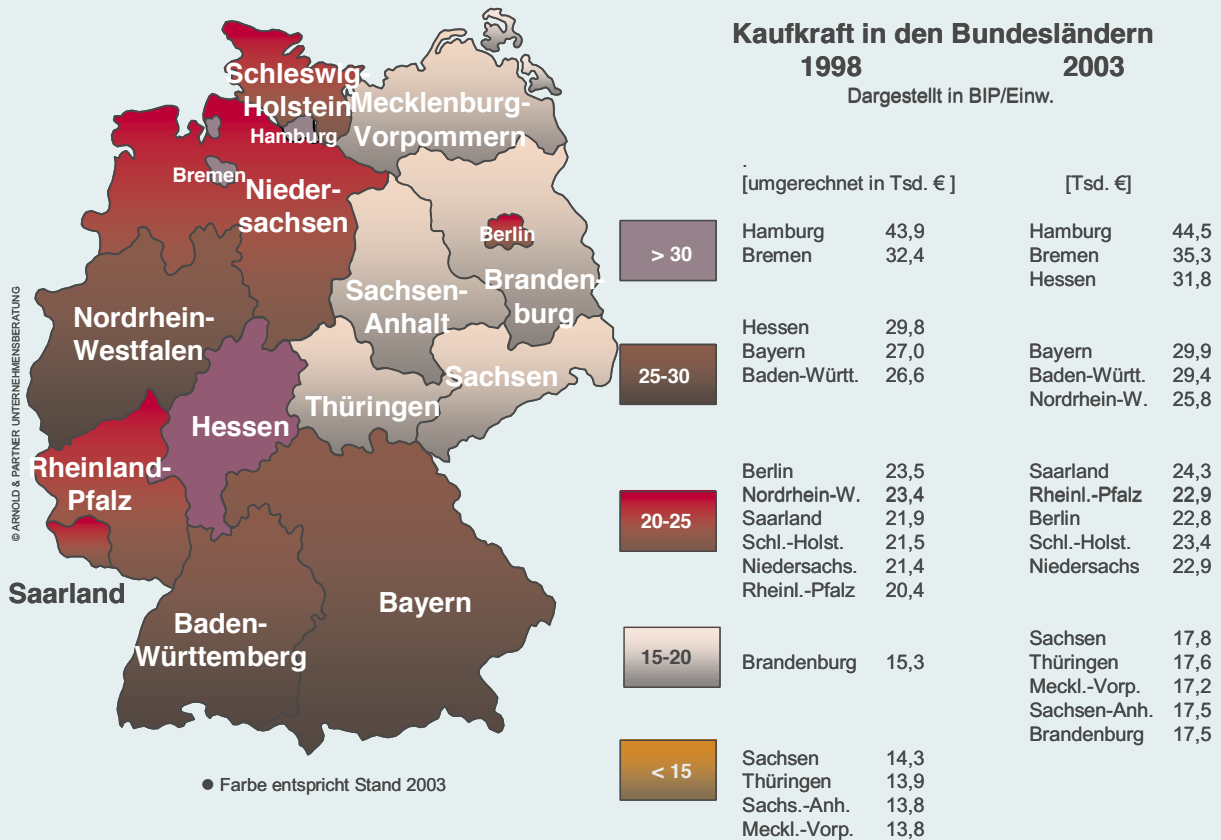 Kaufkraft in den Bundesländern
1998 2003
Dargestellt in BIP/Einw.
.
[umgerechnet in Tsd. € ] [Tsd. €]
> 30
Hamburg 43,9 Hamburg 44,5
Bremen 32,4 Bremen 35,3
Hessen 31,8
25-30
Hessen 29,8
Bayern 27,0 Bayern 29,9
Baden-Württ. 26,6 Baden-Württ. 29,4
Nordrhein-W. 25,8
20-25
Berlin 23,5 Saarland 24,3
Nordrhein-W. 23,4 Rheinl.-Pfalz 22,9
Saarland 21,9 Berlin 22,8
Schl.-Holst. 21,5 Schl.-Holst. 23,4
Niedersachs. 21,4 Niedersachs 22,9
Rheinl.-Pfalz 20,4
15-20
Sachsen 17,8
Brandenburg 15,3 Thüringen 17,6
Meckl.-Vorp. 17,2
Sachsen-Anh. 17,5
Brandenburg 17,5
< 15
Sachsen 14,3
Thüringen 13,9
Sachs.-Anh. 13,8
Meckl.-Vorp. 13,8
Schleswig-
Holstein
Mecklenburg-
Vorpommern
Hamburg
Bremen
Nieder-
sachsen
Berlin
Branden-
burg
Sachsen-
Anhalt
Nordrhein-
Westfalen
Sachsen
Thüringen
Hessen
Rheinland-
Pfalz
Saarland
Bayern
Baden-
Württemberg
● Farbe entspricht Stand 2003
© ARNOLD & PARTNER UNTERNEHMENSBERATUNG